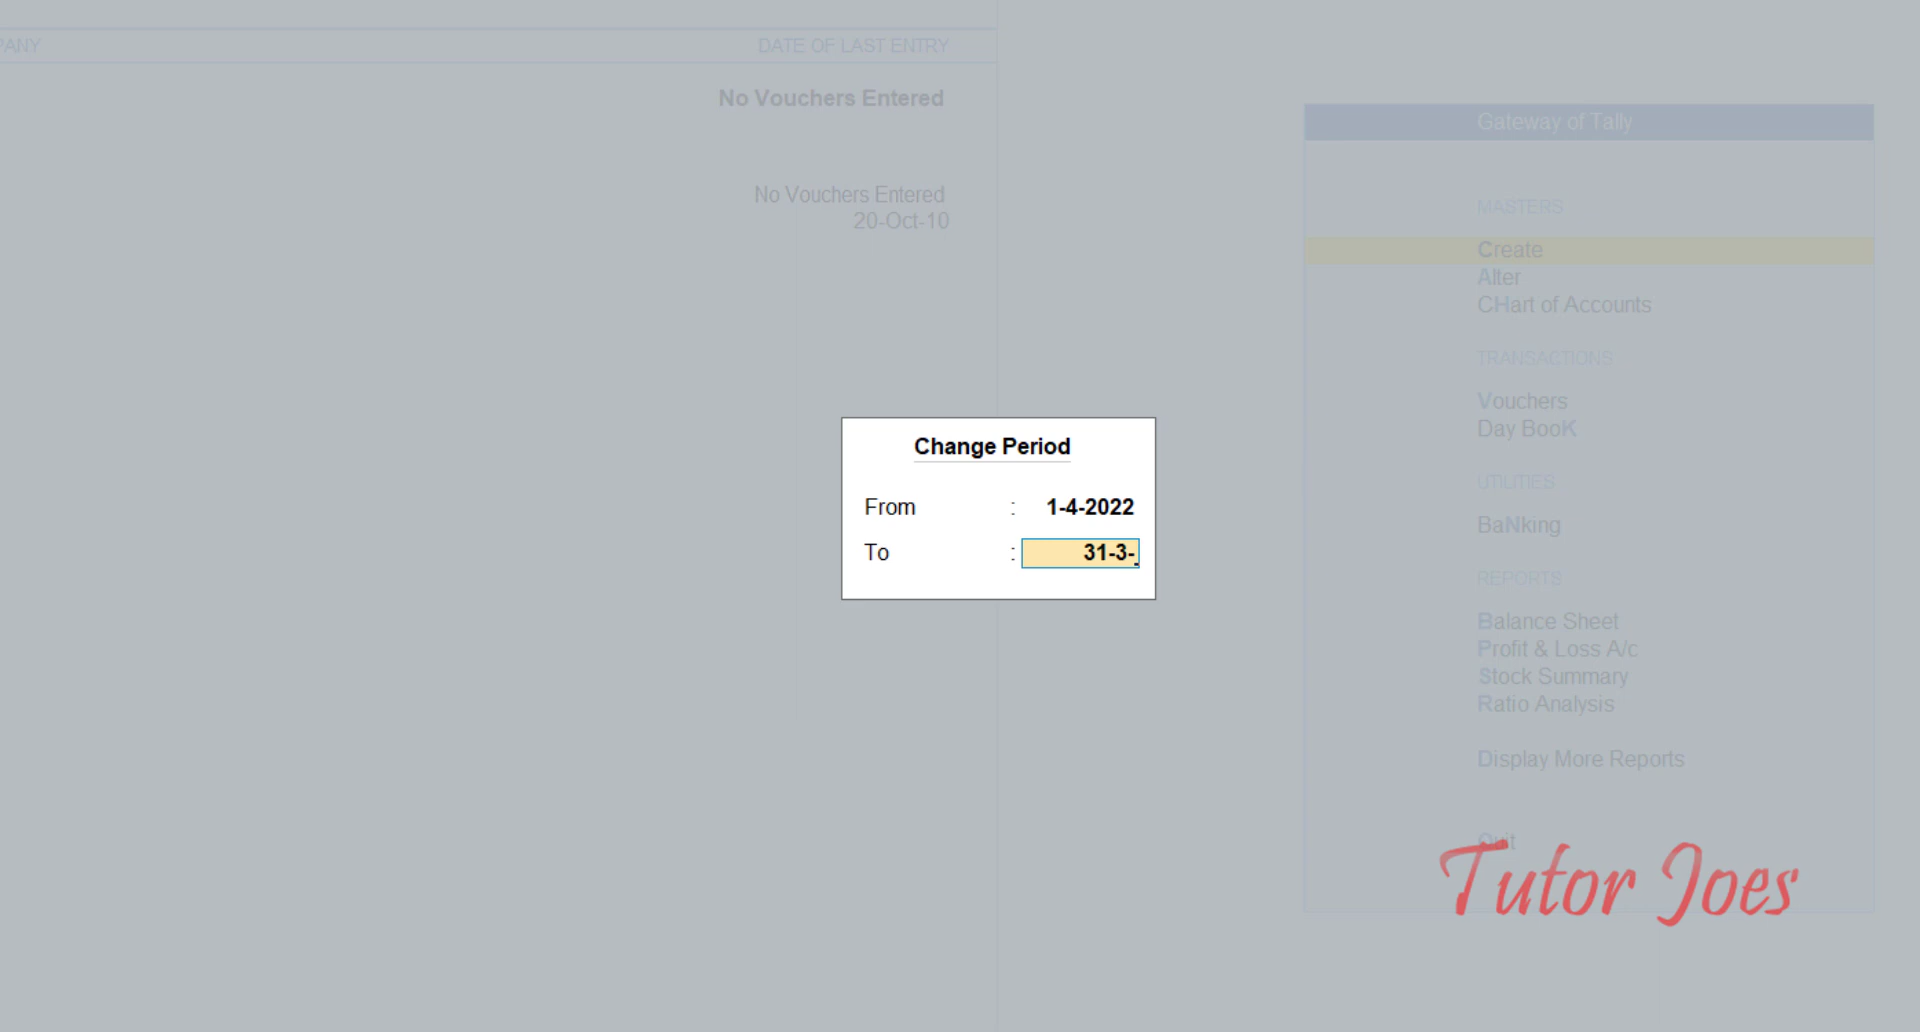 PANY
DATE OF LAST ENTRY
No Vouchers Entered
No Vouchers Entered
20-Oct-10
Gateway of Tally
MASTERS
Create
Alter
CHart of Accounts
TRANSACTIONS
Vouchers
Day BooK
UTILITIES
BaNking
REPORTS
Balance Sheet
Profit & Loss A/c
Stock Summary
Ratio Analysis
Display More Reports
Quit
Change Period
From : 1-4-2022
To : 31-3-
Tutor Joes